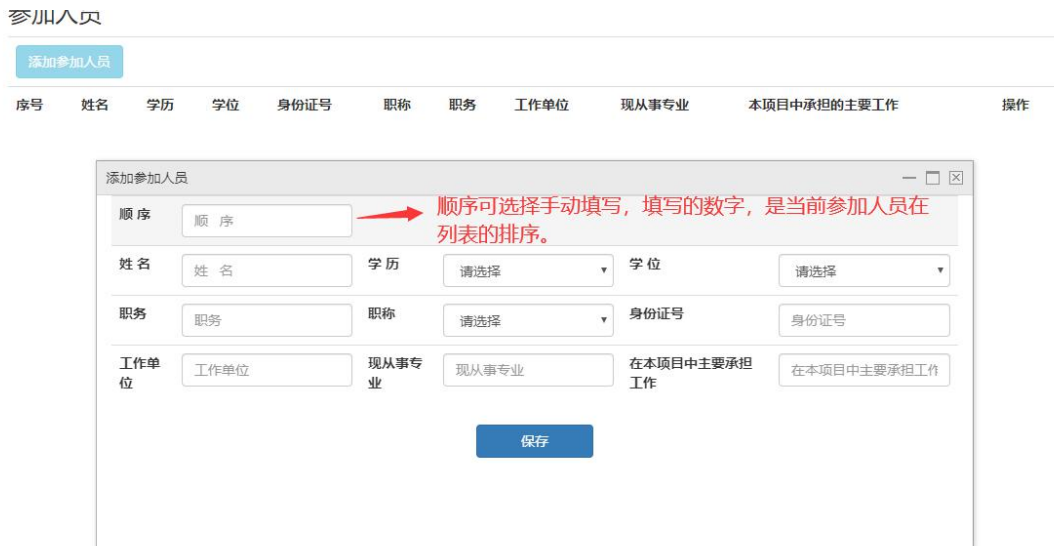 参加人员
添加参加人员
序号 姓名 学历 学位 身份证号 职称 职务 工作单位 现从事专业 本项目中承担的主要工作 操作
添加参加人员
顺 序 顺 序
顺序可选择手动填写，填写的数字，是当前参加人员在
列表的排序。
姓 名 姓 名 学 历 请选择 学 位 请选择
职务 职务 职称 请选择 身份证号 身份证号
工作单 工作单位 现从事专 现从事专业 在本项目中主要承担 在本项目中主要承担工作
位 业 工作
保存